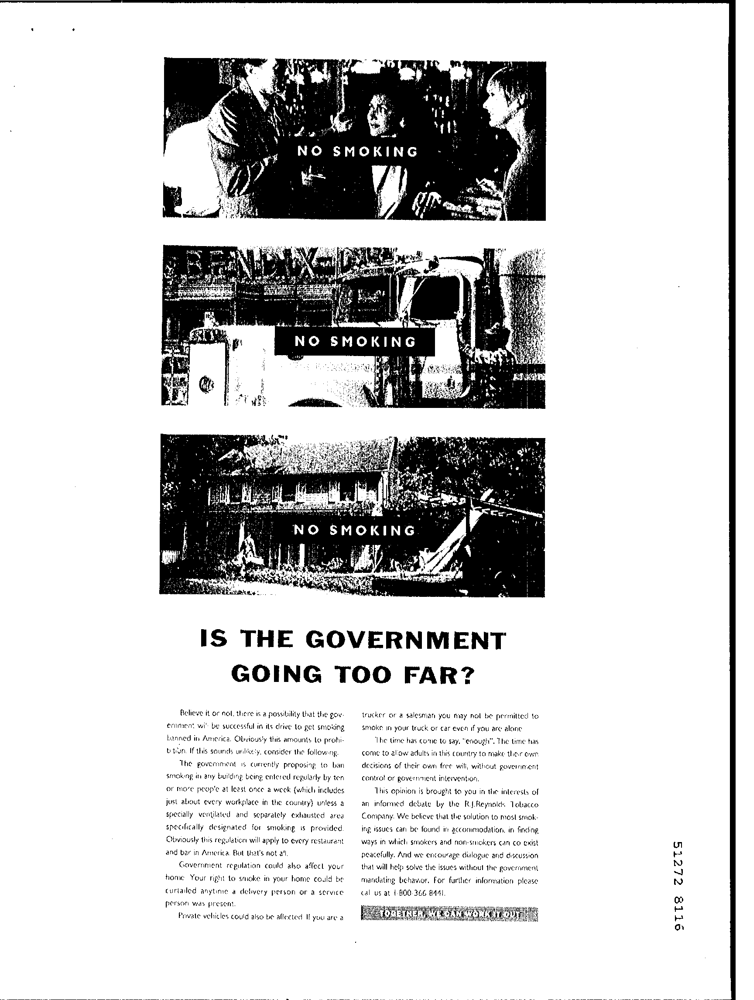 NO SMOKING
BENDIX
NO SMOKING
NO SMOKING
IS THE GOVERNMENT
GOING TOO FAR?
Believe it or not, there is a possibility that the gov-
ernment will be successful in its drive to get smoking
banned in America. Obviously this amounts to prohi-
bition. If this sounds unlikely, consider the following.
The government is currently proposing to ban
smoking in any building being entered regularly by ten
or more people at least once a week (which includes
just about every workplace in the country) unless a
specially ventilated and separately exhausted area
specifically designated for smoking is provided.
Obviously this regulation will apply to every restaurant
and bar in America. But that's not all.
Government regulation could also affect your
home. Your right to smoke in your home could be
curtailed anytime a delivery person or a service
person was present.
Private vehicles could also be affected. If you are a
trucker or a salesman you may not be permitted to
smoke in your truck or car even if you are alone.
The time has come to say, "enough". The time has
come to allow adults in this country to make their own
decisions of their own free will, without government
control or government intervention.
This opinion is brought to you in the interests of
an informed debate by the R.J.Reynolds Tobacco
Company. We believe that the solution to most smok-
ing issues can be found in accommodation, in finding
ways in which smokers and non-smokers can co-exist
peacefully. And we encourage dialogue and discussion
that will help solve the issues without the government
mandating behavior. For further information please
call us at 1-800-366-8441.
TOGETHER, WE CAN WORK IT OUT
51272 8116